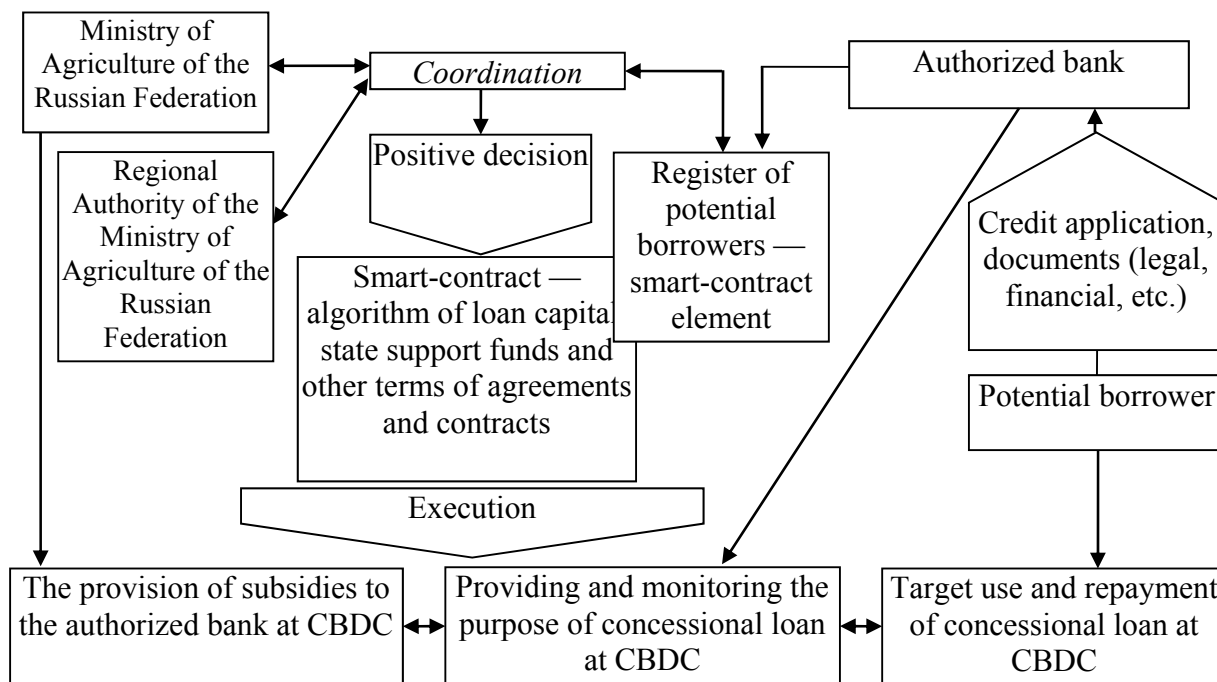 Ministry of
Agriculture of the
Russian Federation
Coordination
Authorized bank
Positive decision
Regional
Authority of the
Ministry of
Agriculture of the
Russian
Federation
Register of
potential
borrowers —
smart-contract
element
Credit application,
documents (legal,
financial, etc.)
Smart-contract —
algorithm of loan capital
state support funds and
other terms of agreements
and contracts
Potential borrower
Execution
The provision of subsidies to
the authorized bank at CBDC
Providing and monitoring the
purpose of concessional loan
at CBDC
Target use and repayment
of concessional loan at
CBDC